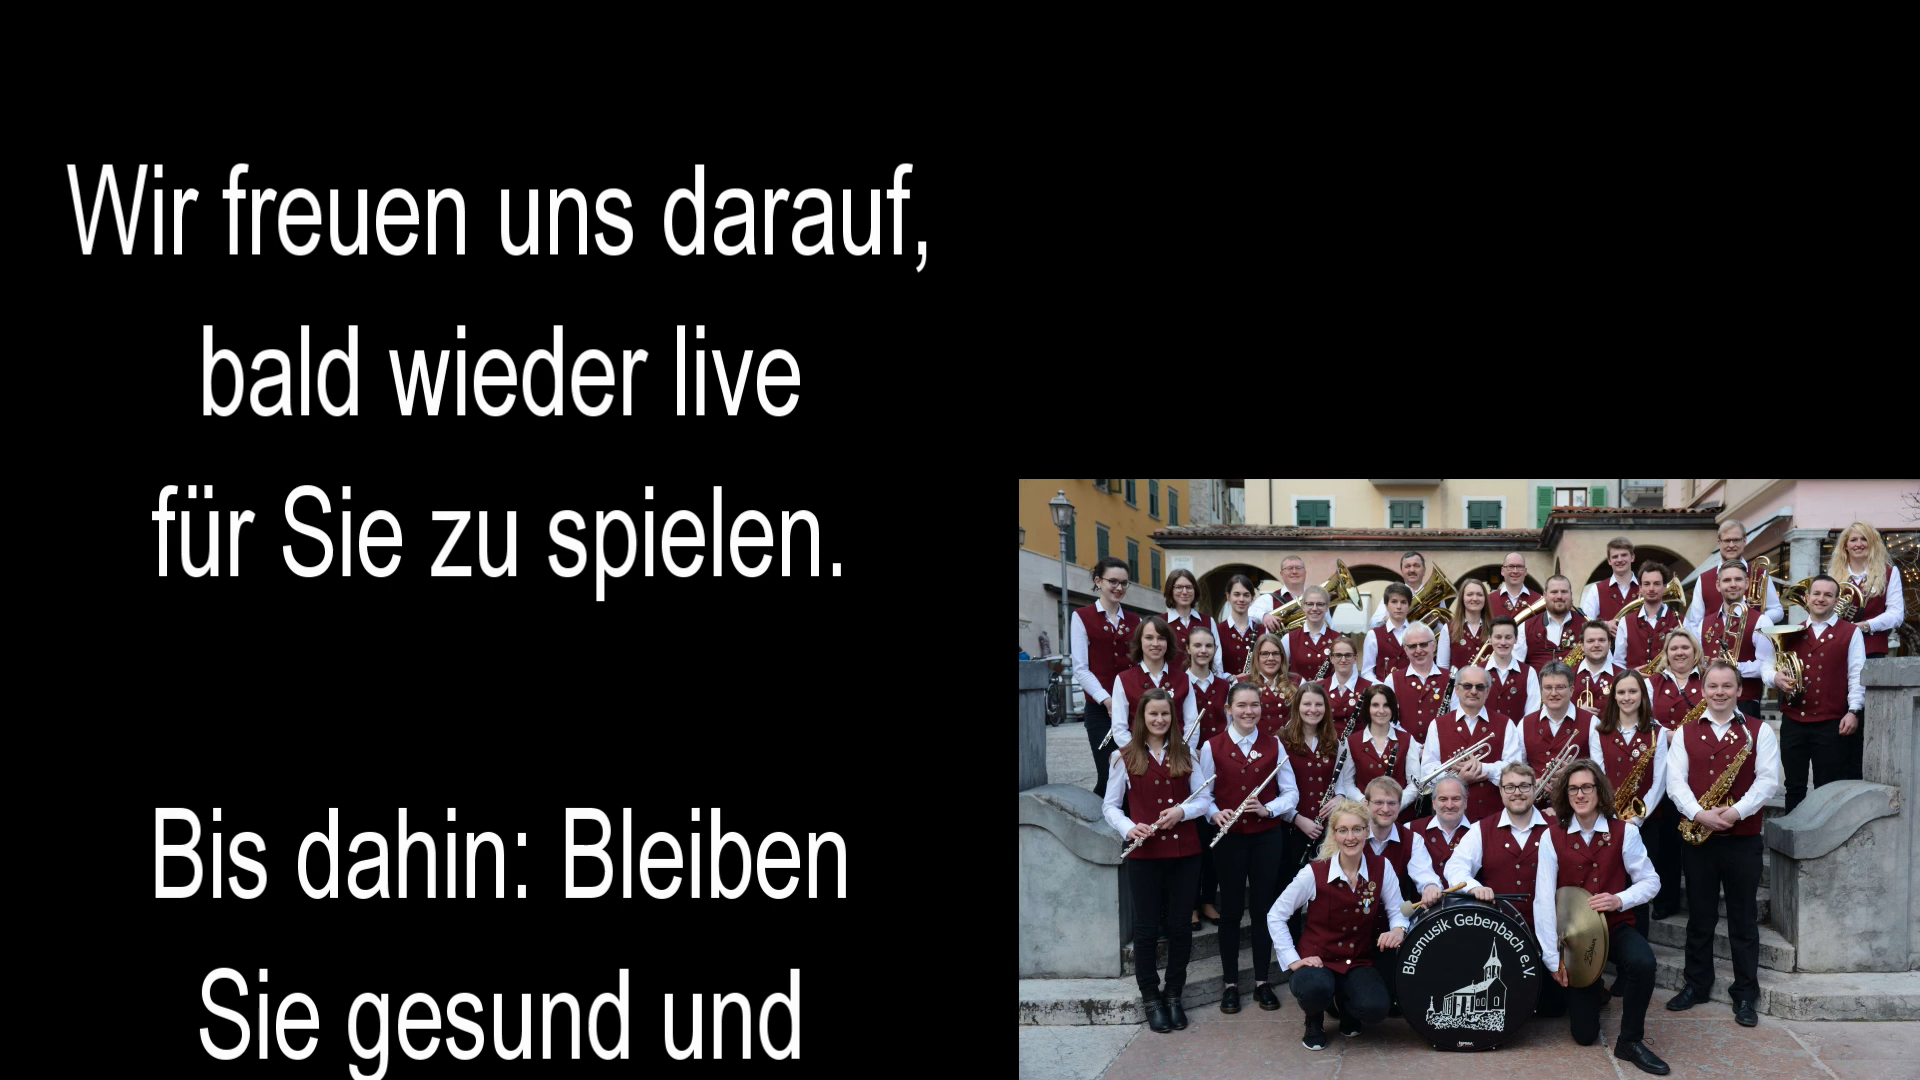 Wir freuen uns darauf,
bald wieder live
für Sie zu spielen.
Bis dahin: Bleiben
Sie gesund und
Blasmusik Gebenbach e.V.